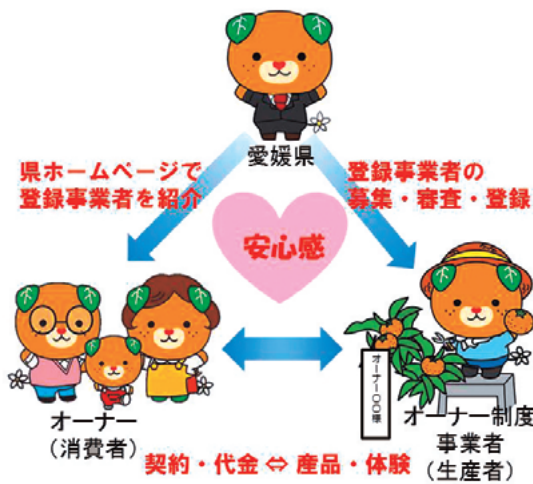 愛媛県
県ホームページで
登録事業者を紹介
登録事業者の
募集・審査・登録
安心感
オーナー〇〇様
オーナー
（消費者）
オーナー制度
事業者
（生産者）
契約・代金 ⇔ 産品・体験